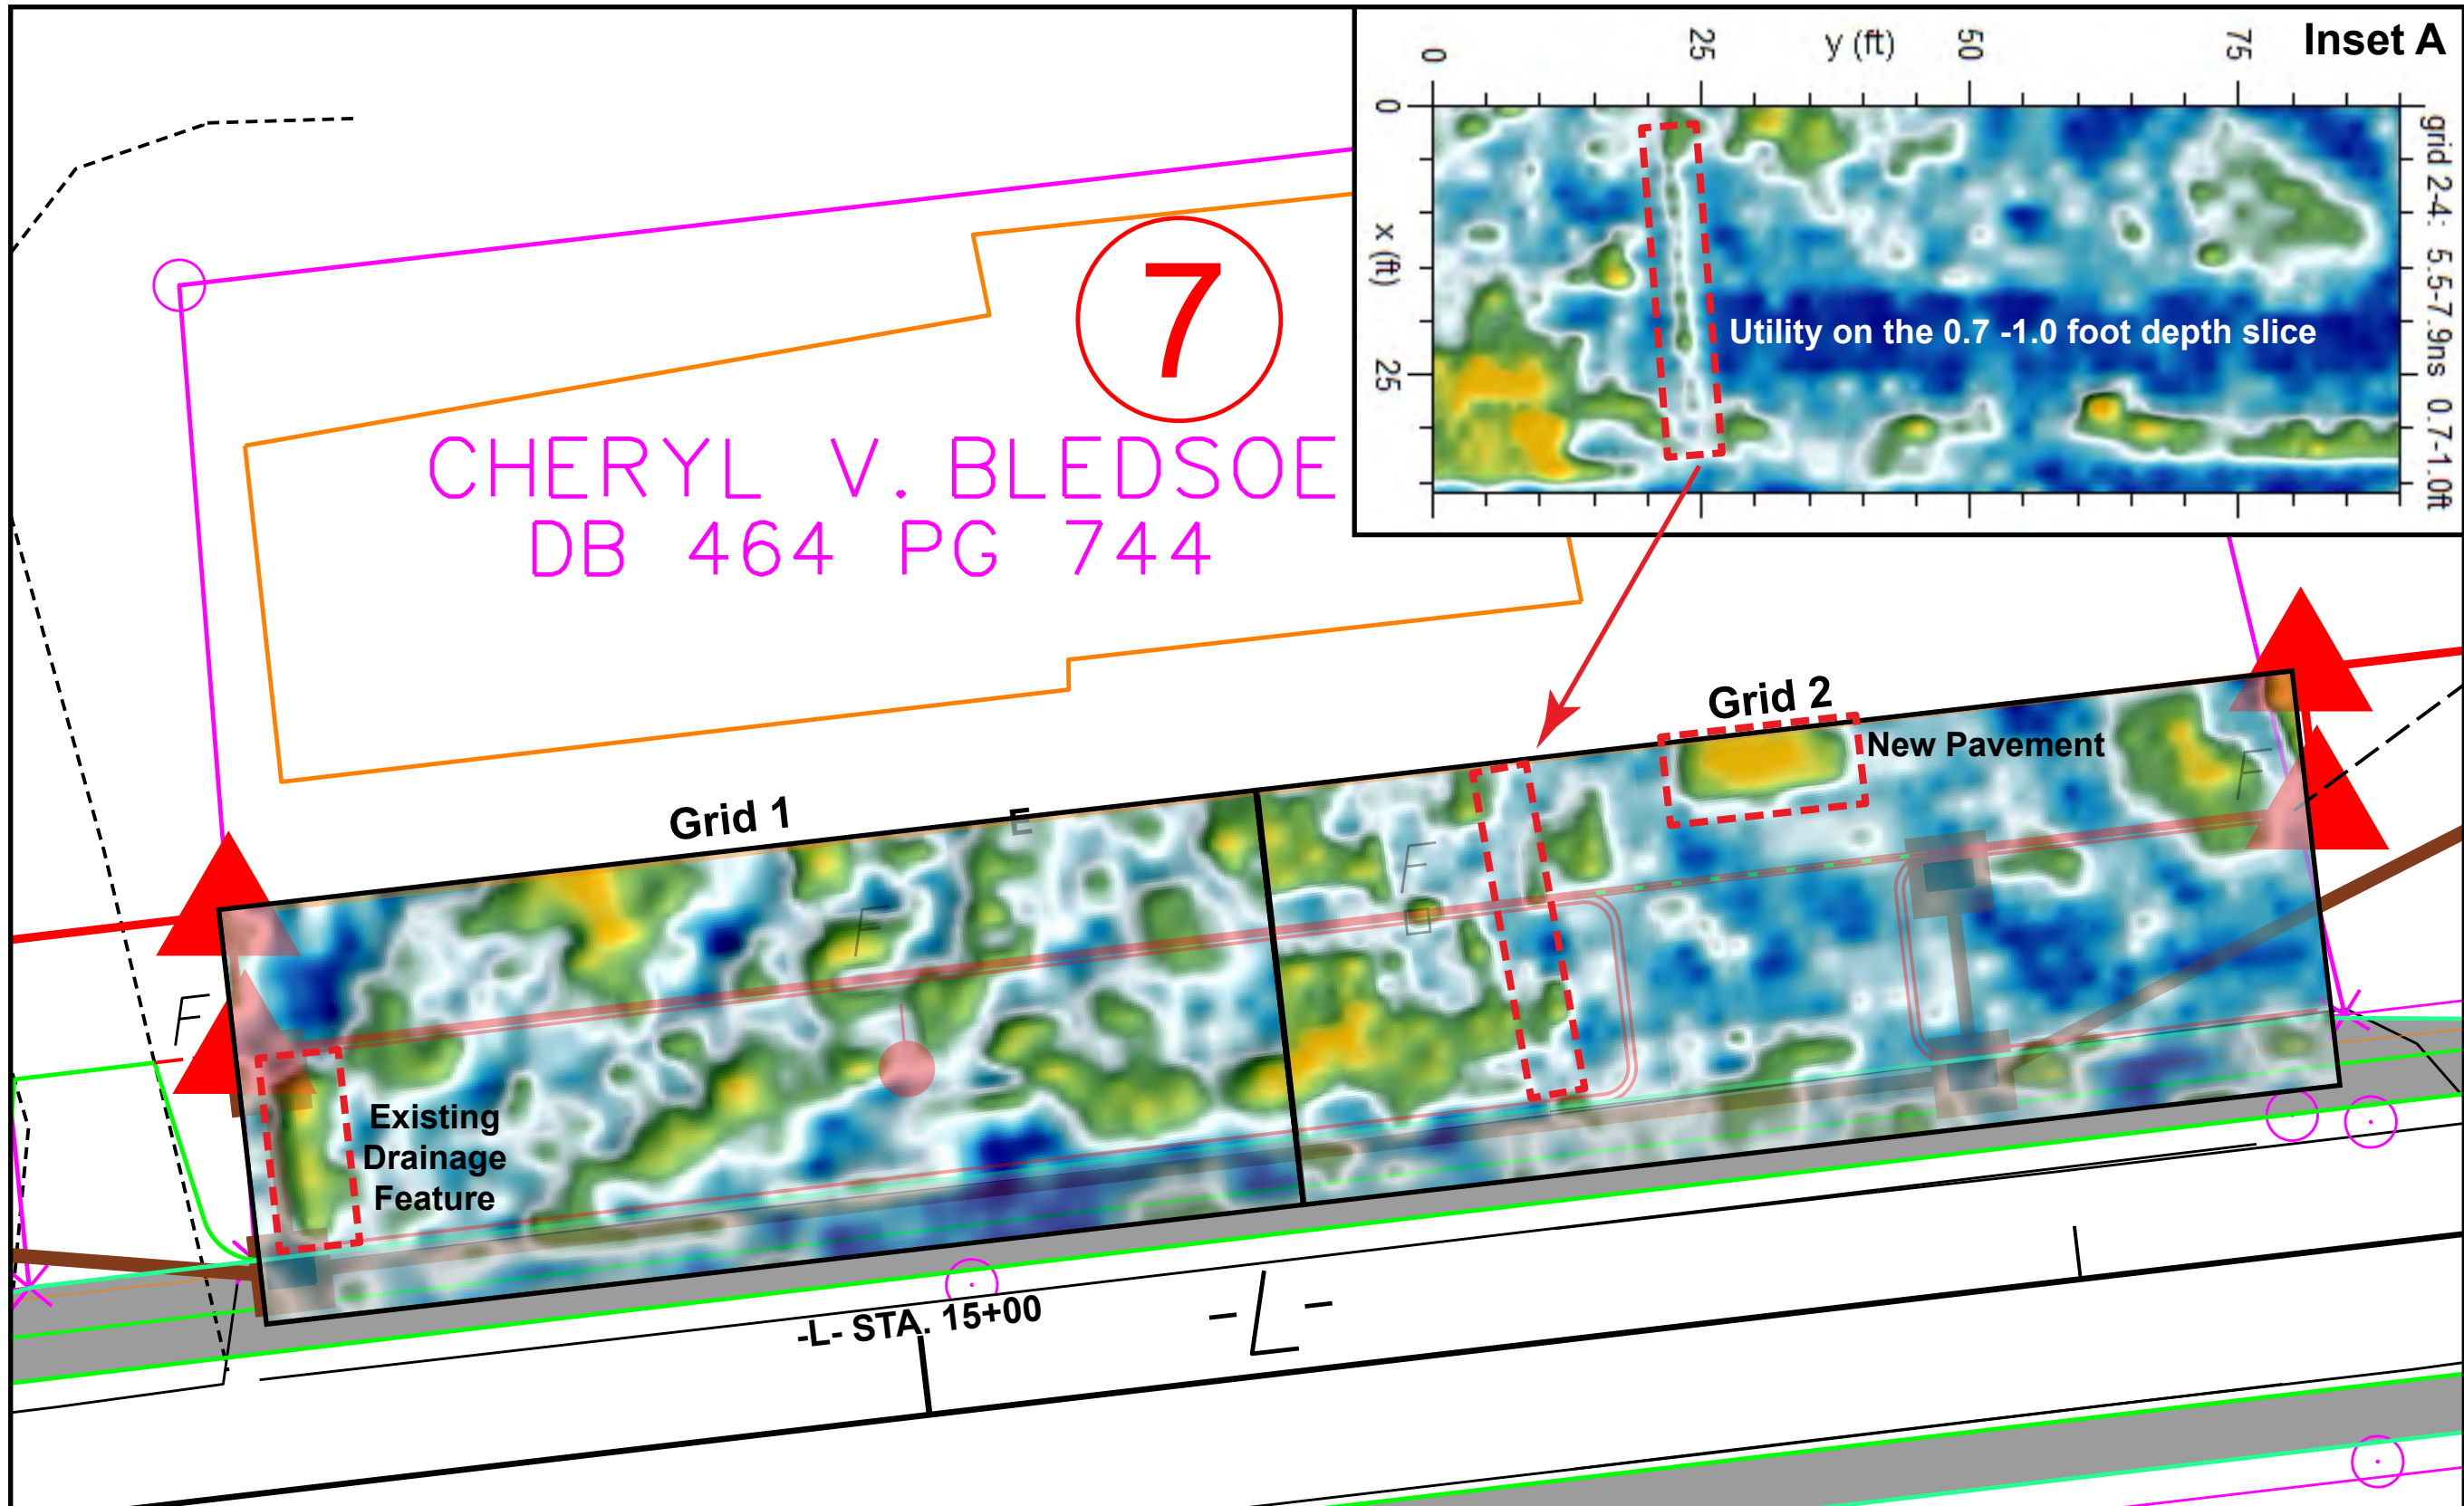 Inset A
0 25 y (ft) 50 75
0
x (ft)
25
grid 2-4: 5.5-7.9ns 0.7-1.0ft
Utility on the 0.7 -1.0 foot depth slice
7
CHERYL V. BLEDSOE
DB 464 PG 744
Grid 2
New Pavement
Grid 1
E
F
F
F
F
Existing
Drainage
Feature
-L- STA. 15+00
- L -